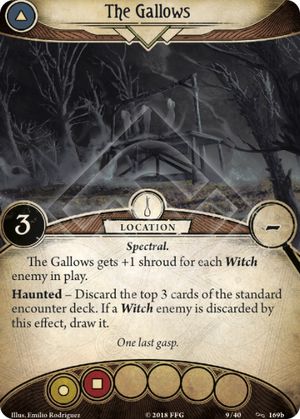 The Gallows
3
LOCATION
-
Spectral.
The Gallows gets +1 shroud for each Witch
enemy in play.
Haunted – Discard the top 3 cards of the standard
encounter deck. If a Witch enemy is discarded by
this effect, draw it.
One last gasp.
Illus. Emilio Rodriguez
© 2018 FFG
9/40
169b